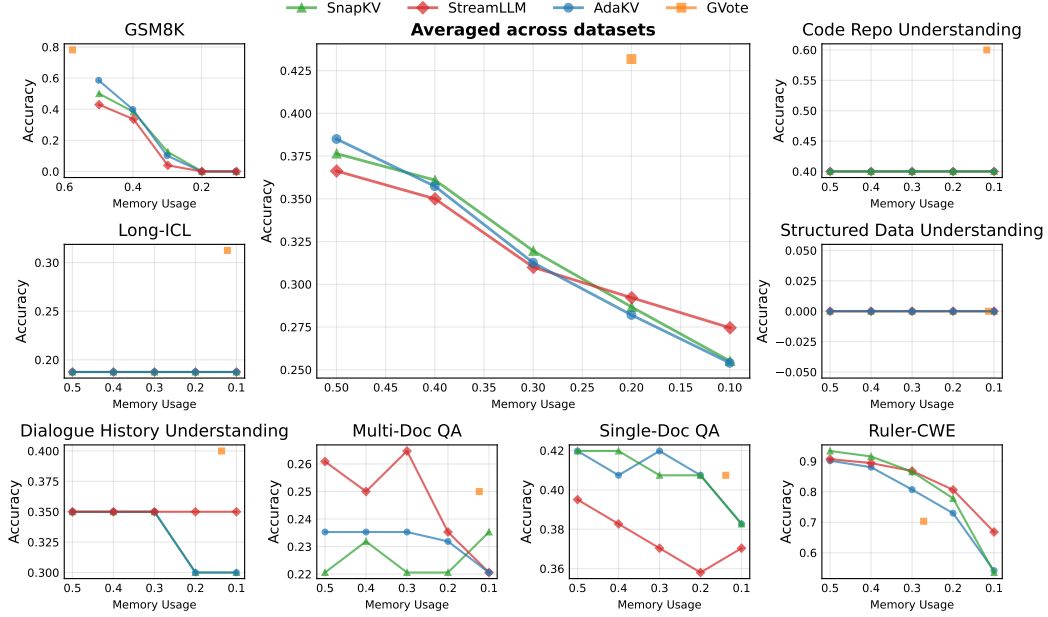 SnapKV StreamLLM AdaKV GVote
GSM8K
Accuracy
0.8
0.6
0.4
0.2
0.0
0.6 0.4 0.2
Memory Usage
Averaged across datasets
Accuracy
0.425
0.400
0.375
0.350
0.325
0.300
0.275
0.250
0.50 0.45 0.40 0.35 0.30 0.25 0.20 0.15 0.10
Memory Usage
Code Repo Understanding
Accuracy
0.60
0.55
0.50
0.45
0.40
0.5 0.4 0.3 0.2 0.1
Memory Usage
Long-ICL
Accuracy
0.30
0.25
0.20
0.5 0.4 0.3 0.2 0.1
Memory Usage
Structured Data Understanding
Accuracy
0.050
0.025
0.000
−0.025
−0.050
0.5 0.4 0.3 0.2 0.1
Memory Usage
Dialogue History Understanding
Accuracy
0.400
0.375
0.350
0.325
0.300
0.5 0.4 0.3 0.2 0.1
Memory Usage
Multi-Doc QA
Accuracy
0.26
0.25
0.24
0.23
0.22
0.5 0.4 0.3 0.2 0.1
Memory Usage
Single-Doc QA
Accuracy
0.42
0.40
0.38
0.36
0.5 0.4 0.3 0.2 0.1
Memory Usage
Ruler-CWE
Accuracy
0.9
0.8
0.7
0.6
0.5 0.4 0.3 0.2 0.1
Memory Usage